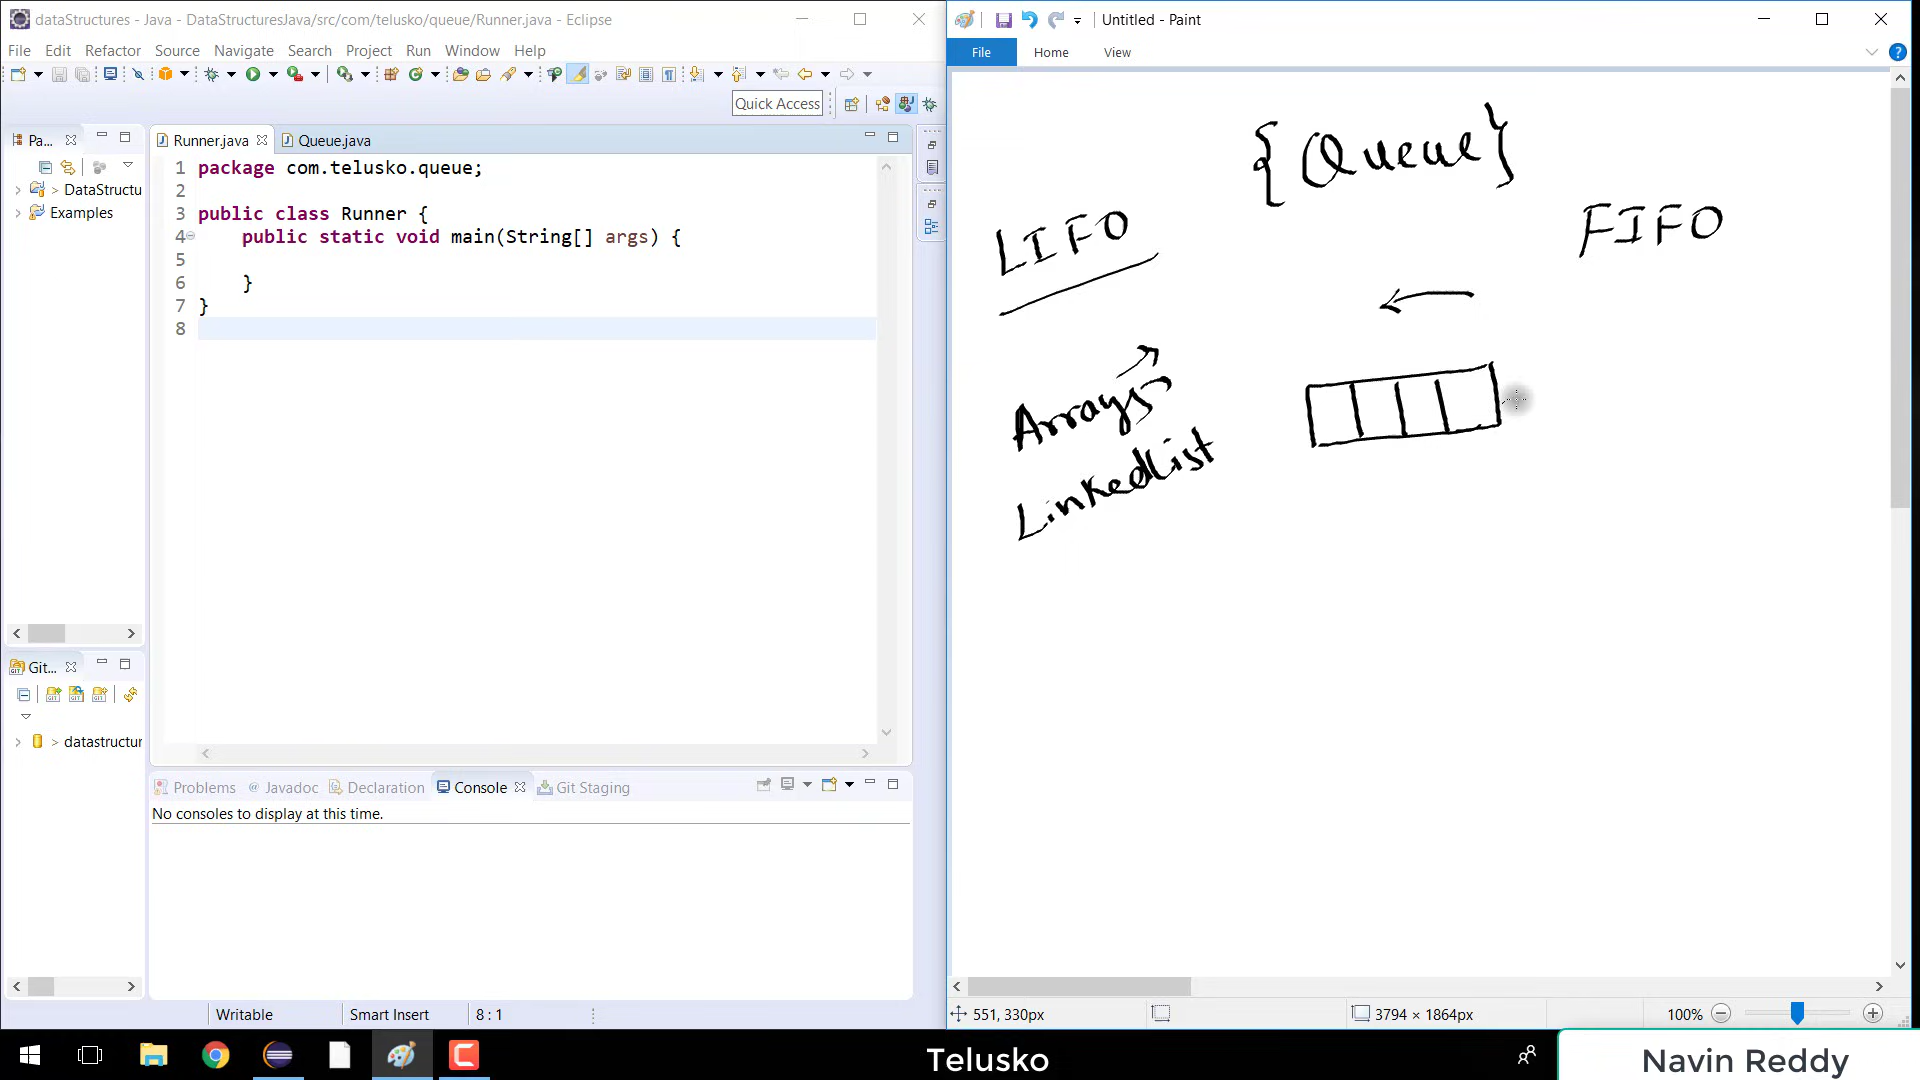 dataStructures - Java - DataStructuresJava/src/com/telusko/queue/Runner.java - Eclipse
File Edit Refactor Source Navigate Search Project Run Window Help
Quick Access
Pa...
> DataStructu
Examples
Git...
> datastructur
Runner.java
Queue.java
1 package com.telusko.queue;
2
3 public class Runner {
4 public static void main(String[] args) {
5
6 }
7 }
8
Problems @ Javadoc Declaration Console Git Staging
No consoles to display at this time.
Writable Smart Insert 8 : 1
Untitled - Paint
File Home View
{Queue}
LIFO
FIFO
Arrays
LinkedList
551, 330px
3794 × 1864px
100%
Telusko
Navin Reddy